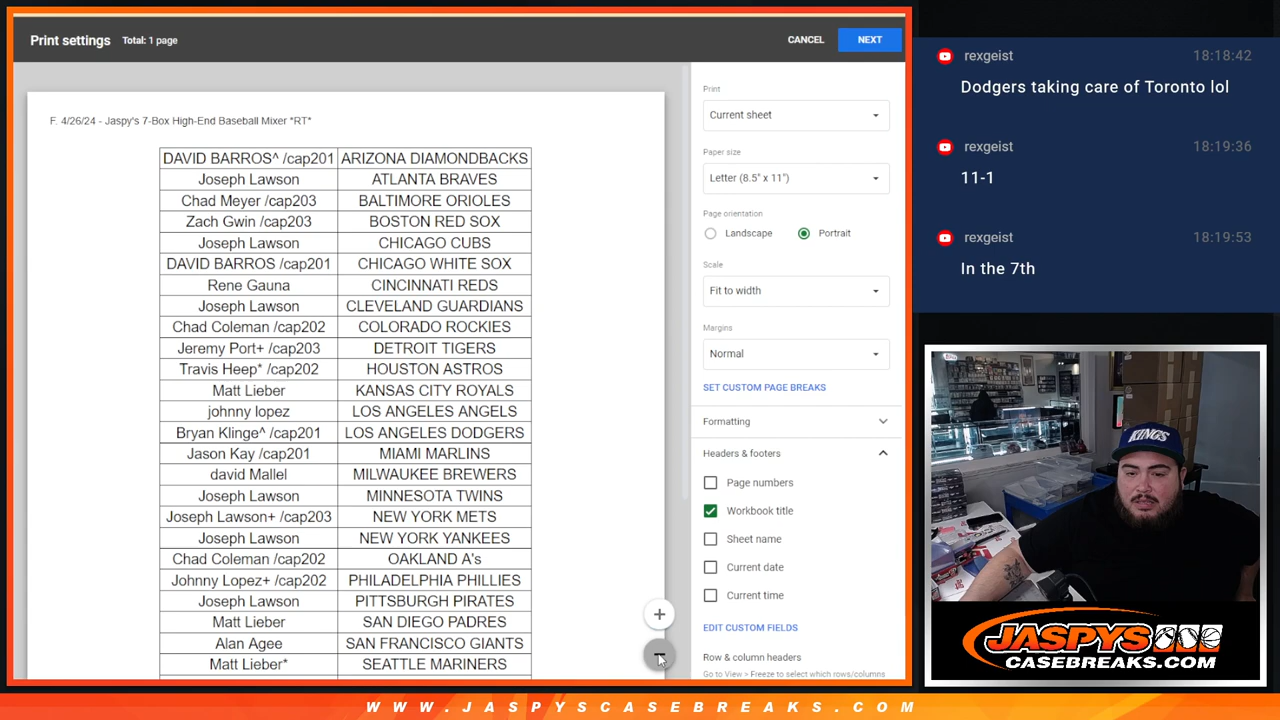 Print settings Total: 1 page CANCEL NEXT
F. 4/26/24 - Jaspy's 7-Box High-End Baseball Mixer *RT*
DAVID BARROS^ /cap201 ARIZONA DIAMONDBACKS
Joseph Lawson ATLANTA BRAVES
Chad Meyer /cap203 BALTIMORE ORIOLES
Zach Gwin /cap203 BOSTON RED SOX
Joseph Lawson CHICAGO CUBS
DAVID BARROS /cap201 CHICAGO WHITE SOX
Rene Gauna CINCINNATI REDS
Joseph Lawson CLEVELAND GUARDIANS
Chad Coleman /cap202 COLORADO ROCKIES
Jeremy Port+ /cap203 DETROIT TIGERS
Travis Heep* /cap202 HOUSTON ASTROS
Matt Lieber KANSAS CITY ROYALS
johnny lopez LOS ANGELES ANGELS
Bryan Klinge^ /cap201 LOS ANGELES DODGERS
Jason Kay /cap201 MIAMI MARLINS
david Mallel MILWAUKEE BREWERS
Joseph Lawson MINNESOTA TWINS
Joseph Lawson+ /cap203 NEW YORK METS
Joseph Lawson NEW YORK YANKEES
Chad Coleman /cap202 OAKLAND A's
Johnny Lopez+ /cap202 PHILADELPHIA PHILLIES
Joseph Lawson PITTSBURGH PIRATES
Matt Lieber SAN DIEGO PADRES
Alan Agee SAN FRANCISCO GIANTS
Matt Lieber* SEATTLE MARINERS
Print
Current sheet
Paper size
Letter (8.5" x 11")
Page orientation
Landscape Portrait
Scale
Fit to width
Margins
Normal
SET CUSTOM PAGE BREAKS
Formatting
Headers & footers
Page numbers
Workbook title
Sheet name
Current date
Current time
EDIT CUSTOM FIELDS
Row & column headers
Go to View > Freeze to select which rows/columns
rexgeist 18:18:42
Dodgers taking care of Toronto lol
rexgeist 18:19:36
11-1
rexgeist 18:19:53
In the 7th
KINGS
JASPYS
CASEBREAKS.COM
WWW.JASPYSCASEBREAKS.COM